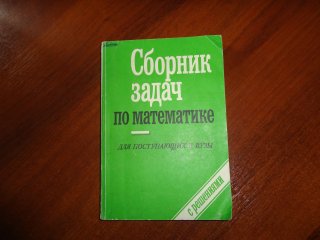 Сборник
задач
по математике
ДЛЯ ПОСТУПАЮЩИХ В ВУЗЫ
с решениями